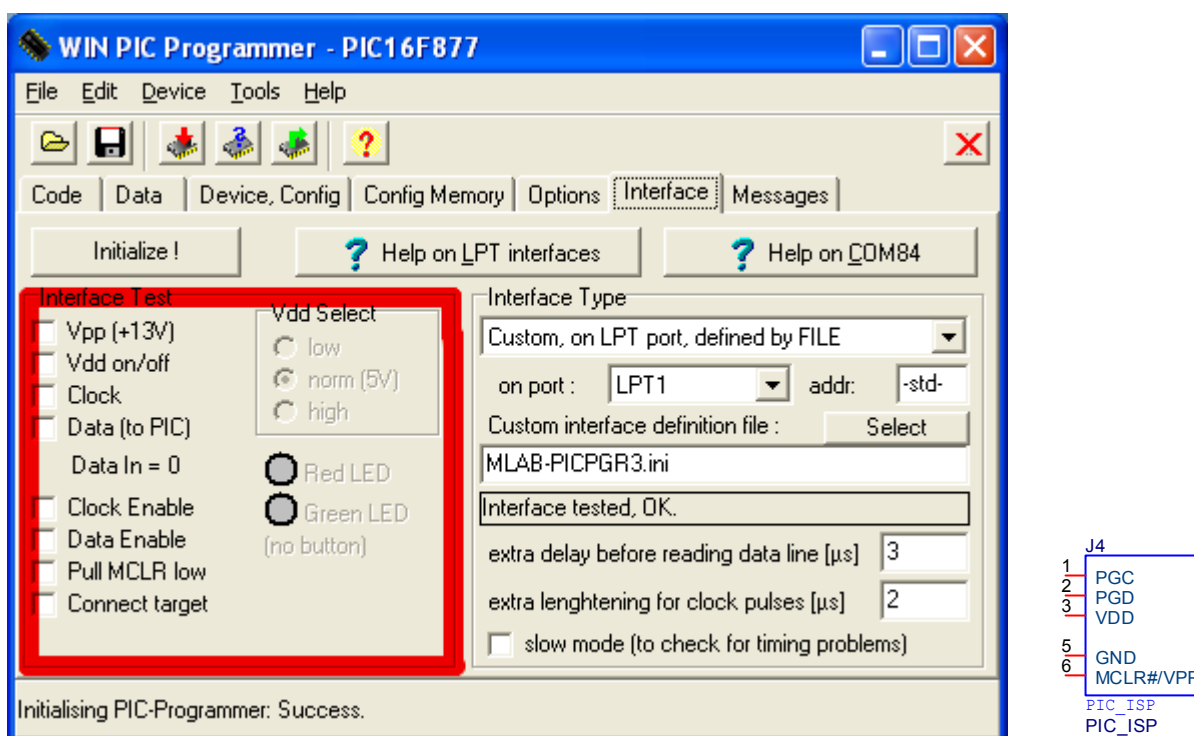 WIN PIC Programmer - PIC16F877
File Edit Device Tools Help
Code Data Device, Config Config Memory Options Interface Messages
Initialize ! Help on LPT interfaces Help on COM84
Interface Test
Vpp (+13V)
Vdd on/off
Clock
Data (to PIC)
Data In = 0
Clock Enable
Data Enable
Pull MCLR low
Connect target
Vdd Select
low
norm (5V)
high
Red LED
Green LED
(no button)
Interface Type
Custom, on LPT port, defined by FILE
on port : LPT1 addr: -std-
Custom interface definition file : Select
MLAB-PICPGR3.ini
Interface tested, OK.
extra delay before reading data line [µs] 3
extra lenghtening for clock pulses [µs] 2
slow mode (to check for timing problems)
Initialising PIC-Programmer: Success.
J4
1 PGC
2 PGD
3 VDD
5 GND
6 MCLR#/VPP
PIC_ISP
PIC_ISP